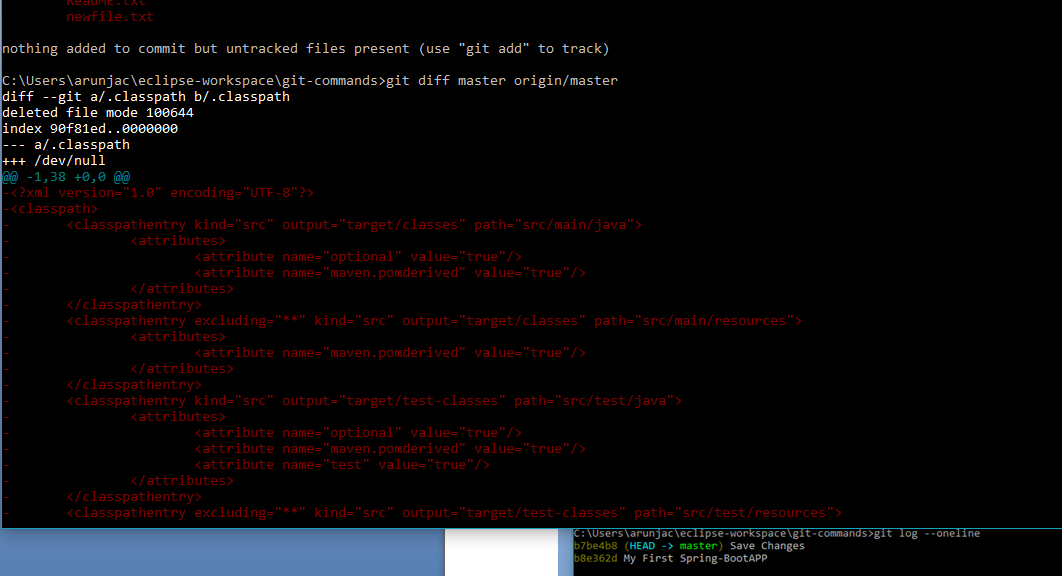 ReadME.txt
newfile.txt
nothing added to commit but untracked files present (use "git add" to track)
C:\Users\arunjac\eclipse-workspace\git-commands>git diff master origin/master
diff --git a/.classpath b/.classpath
deleted file mode 100644
index 90f81ed..0000000
--- a/.classpath
+++ /dev/null
@@ -1,38 +0,0 @@
-<?xml version="1.0" encoding="UTF-8"?>
-<classpath>
-       <classpathentry kind="src" output="target/classes" path="src/main/java">
-               <attributes>
-                       <attribute name="optional" value="true"/>
-                       <attribute name="maven.pomderived" value="true"/>
-               </attributes>
-       </classpathentry>
-       <classpathentry excluding="**" kind="src" output="target/classes" path="src/main/resources">
-               <attributes>
-                       <attribute name="maven.pomderived" value="true"/>
-               </attributes>
-       </classpathentry>
-       <classpathentry kind="src" output="target/test-classes" path="src/test/java">
-               <attributes>
-                       <attribute name="optional" value="true"/>
-                       <attribute name="maven.pomderived" value="true"/>
-                       <attribute name="test" value="true"/>
-               </attributes>
-       </classpathentry>
-       <classpathentry excluding="**" kind="src" output="target/test-classes" path="src/test/resources">
C:\Users\arunjac\eclipse-workspace\git-commands>git log --oneline
b7be4b8 (HEAD -> master) Save Changes
b8e362d My First Spring-BootAPP